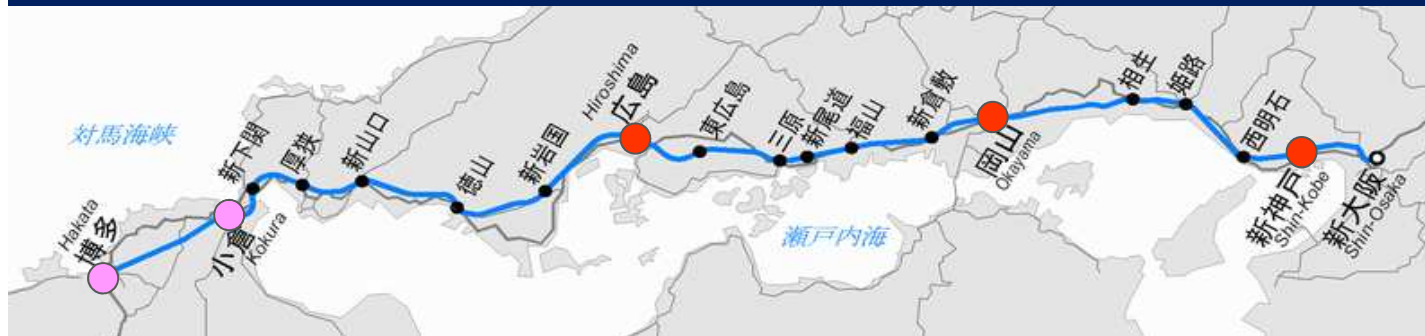 対馬海峡
Hakata
博多
小倉
Kokura
新下関
厚狭
新山口
徳山
新岩国
Hiroshima
広島
東広島
三原
新尾道
福山
新倉敷
岡山
Okayama
相生
姫路
西明石
新神戸
Shin-Kobe
新大阪
Shin-Osaka
瀬戸内海